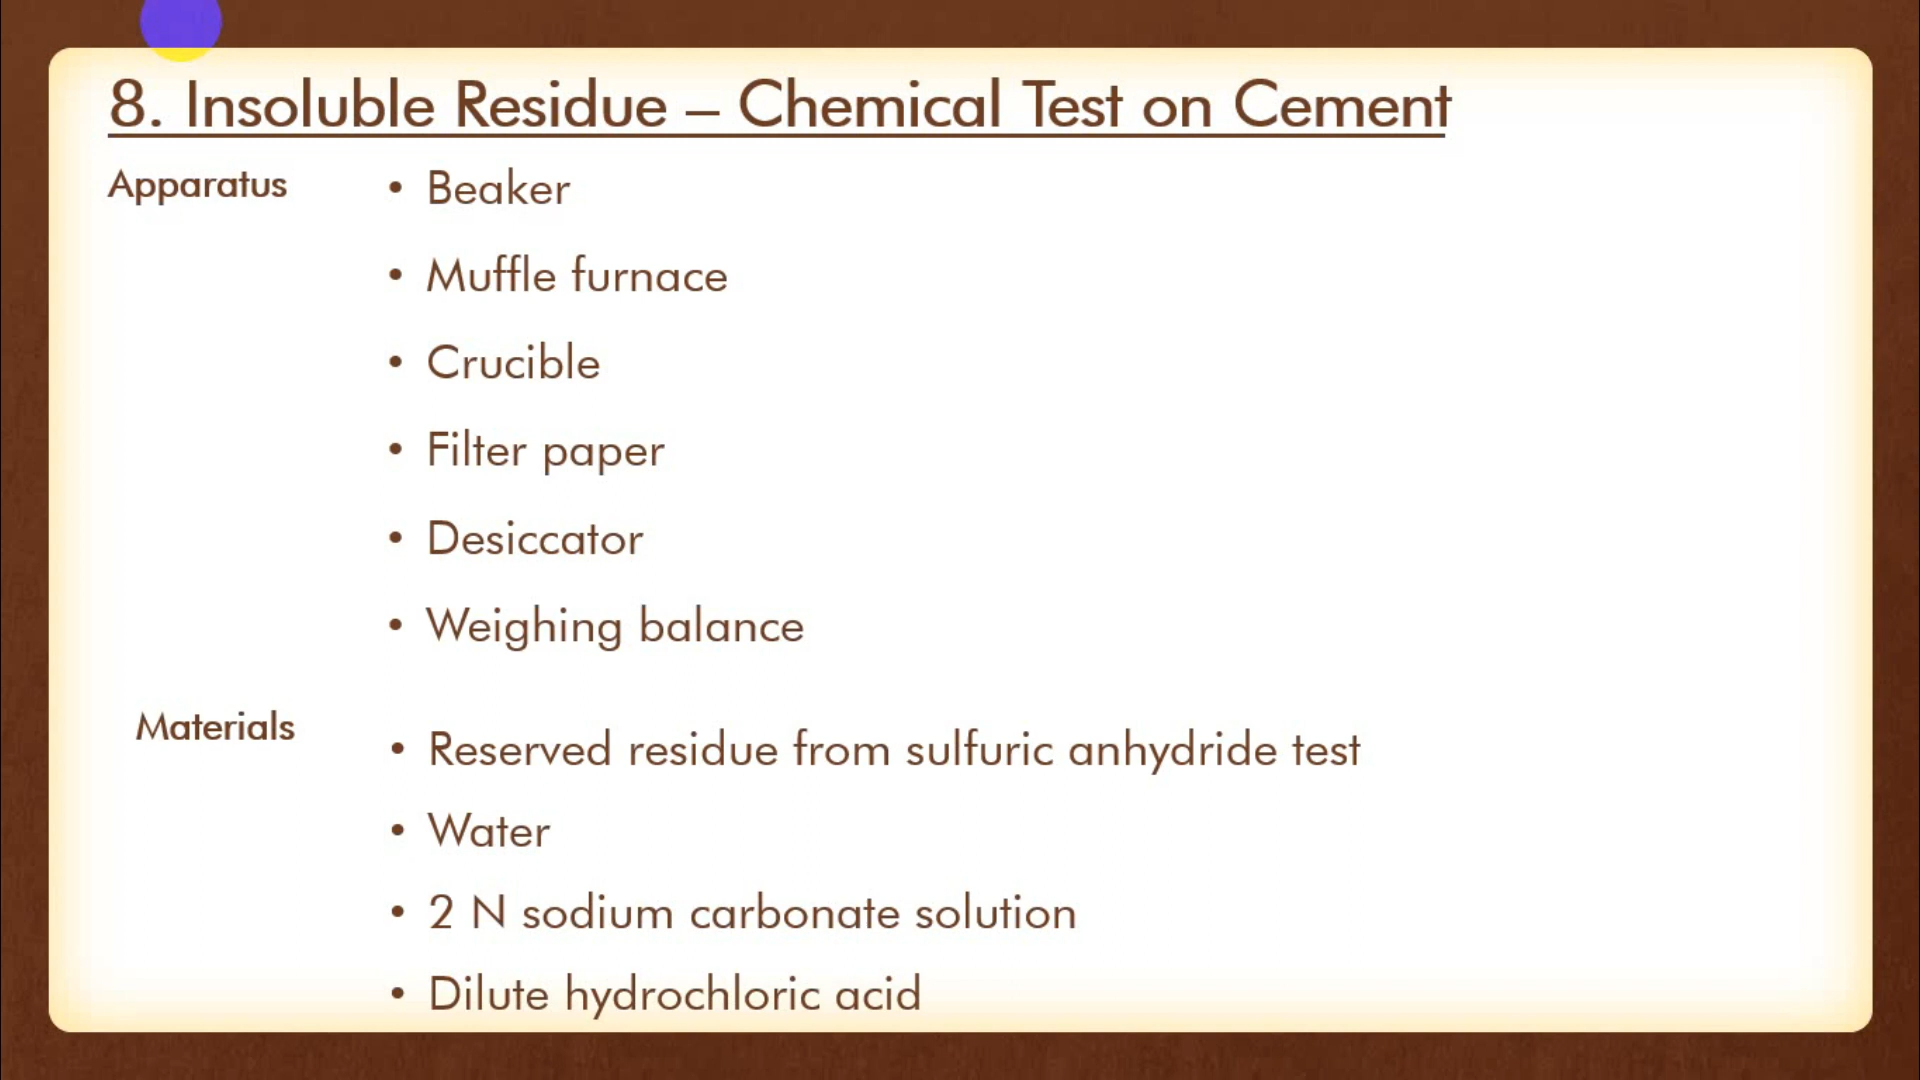 8. Insoluble Residue – Chemical Test on Cement
Apparatus
• Beaker
• Muffle furnace
• Crucible
• Filter paper
• Desiccator
• Weighing balance
Materials
• Reserved residue from sulfuric anhydride test
• Water
• 2 N sodium carbonate solution
• Dilute hydrochloric acid